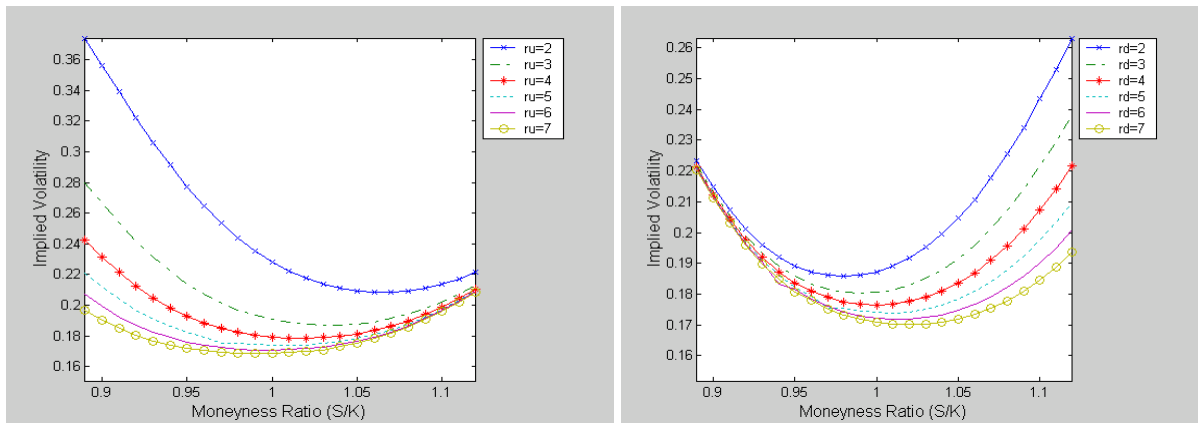 0.36
0.34
0.32
0.3
0.28
0.26
0.24
0.22
0.2
0.18
0.16
Implied Volatility
0.9
0.95
1
1.05
1.1
Moneyness Ratio (S/K)
ru=2
ru=3
ru=4
ru=5
ru=6
ru=7
0.26
0.25
0.24
0.23
0.22
0.21
0.2
0.19
0.18
0.17
0.16
Implied Volatility
0.9
0.95
1
1.05
1.1
Moneyness Ratio (S/K)
rd=2
rd=3
rd=4
rd=5
rd=6
rd=7